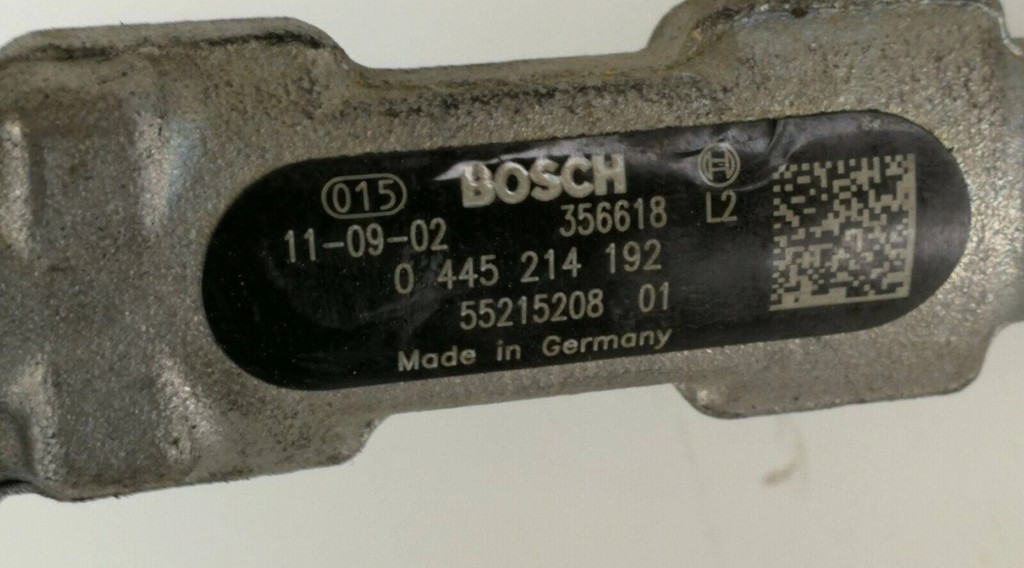 015 BOSCH
11-09-02 356618 L2
0 445 214 192
55215208 01
Made in Germany